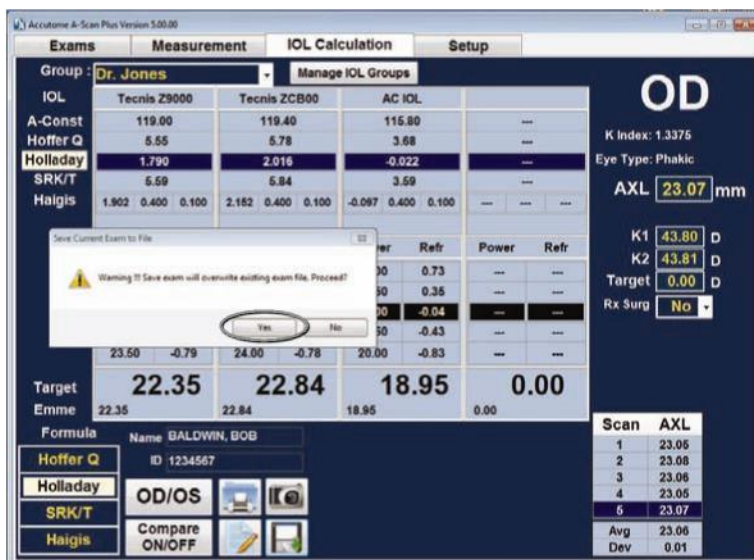 Accutome A-Scan Plus Version 5.00.00
Exams Measurement IOL Calculation Setup
Group : Dr. Jones Manage IOL Groups
OD
IOL Tecnis Z9000 Tecnis ZCB00 AC IOL
A-Const 119.00 119.40 115.80 ---
Hoffer Q 5.55 5.78 3.68 ---
K Index: 1.3375
Holladay 1.790 2.016 -0.022 ---
Eye Type: Phakic
SRK/T 5.59 5.84 3.59 ---
Haigis 1.902 0.400 0.100 2.152 0.400 0.100 -0.097 0.400 0.100 --- --- ---
AXL 23.07 mm
Save Current Exam to File
Warning !!! Save exam will overwrite existing exam file. Proceed?
Yes No
Refr Power Refr
0.73 --- ---
0.35 --- ---
-0.04 --- ---
-0.43 --- ---
23.50 -0.79 24.00 -0.78 20.00 -0.83 --- ---
K1 43.80 D
K2 43.81 D
Target 0.00 D
Rx Surg No
Target 22.35 22.84 18.95 0.00
Emme 22.35 22.84 18.95 0.00
Formula
Name BALDWIN, BOB
ID 1234567
Hoffer Q
Holladay
SRK/T
Haigis
OD/OS
Compare
ON/OFF
Scan AXL
1 23.05
2 23.08
3 23.06
4 23.05
5 23.07
Avg 23.06
Dev 0.01